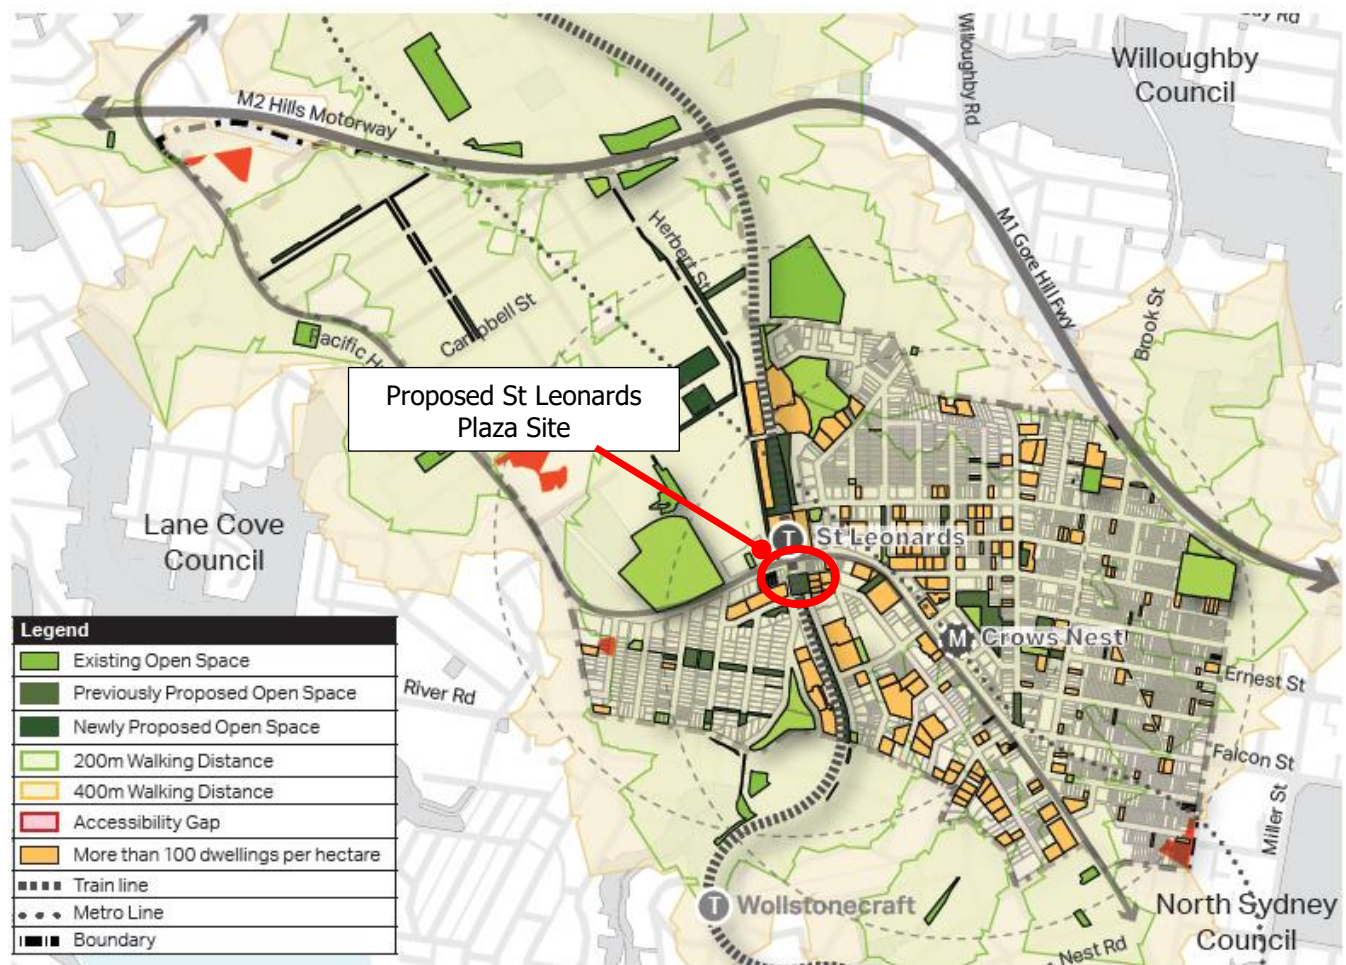 Willoughby Rd
Willoughby
Council
M2 Hills Motorway
Herbert St
M1 Gore Hill Fwy
Brook St
Campbell St
Pacific H
Proposed St Leonards
Plaza Site
Lane Cove
Council
T St Leonards
M Crows Nest
Legend
Existing Open Space
Previously Proposed Open Space
Newly Proposed Open Space
200m Walking Distance
400m Walking Distance
Accessibility Gap
More than 100 dwellings per hectare
Train line
Metro Line
Boundary
River Rd
Ernest St
Falcon St
Miller St
T Wollstonecraft
North Sydney
Council
Nest Rd